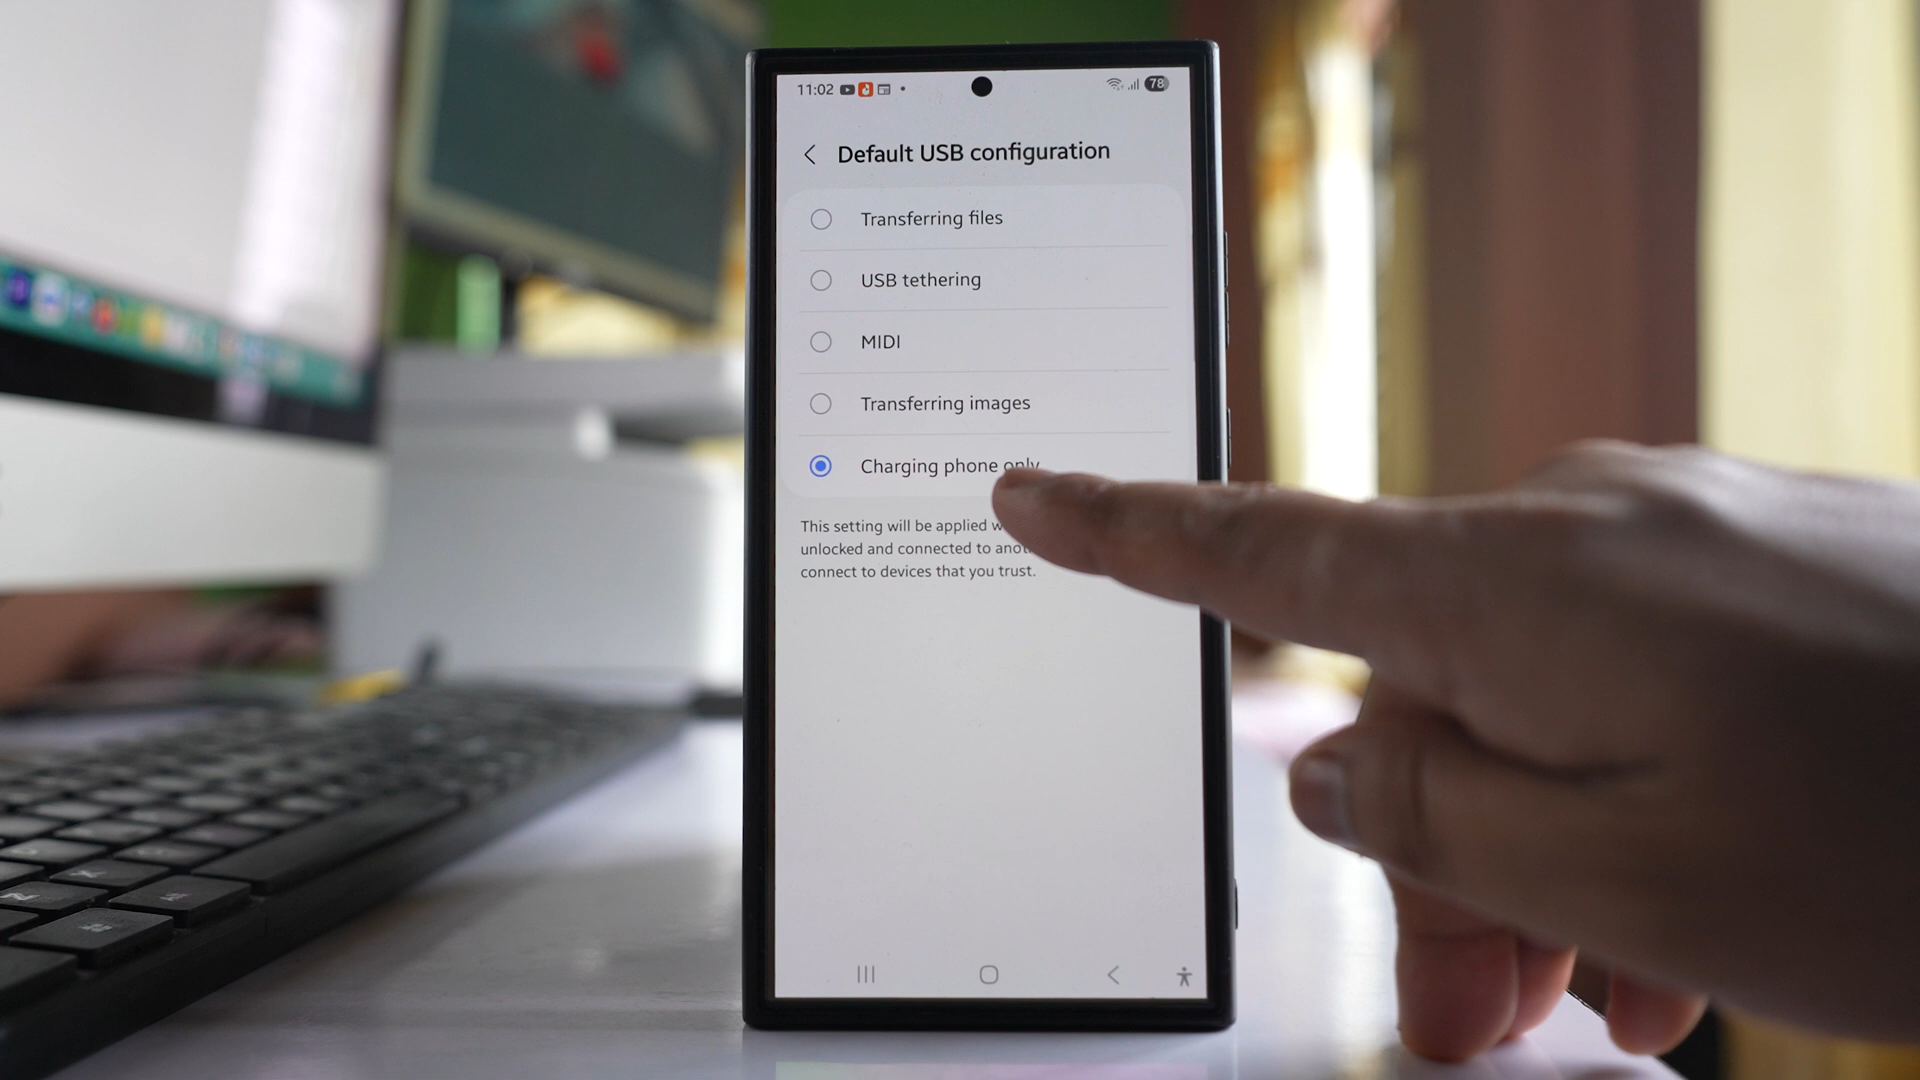 11:02
78
Default USB configuration
Transferring files
USB tethering
MIDI
Transferring images
Charging phone only
This setting will be applied
unlocked and connected to
connect to devices that you trust.